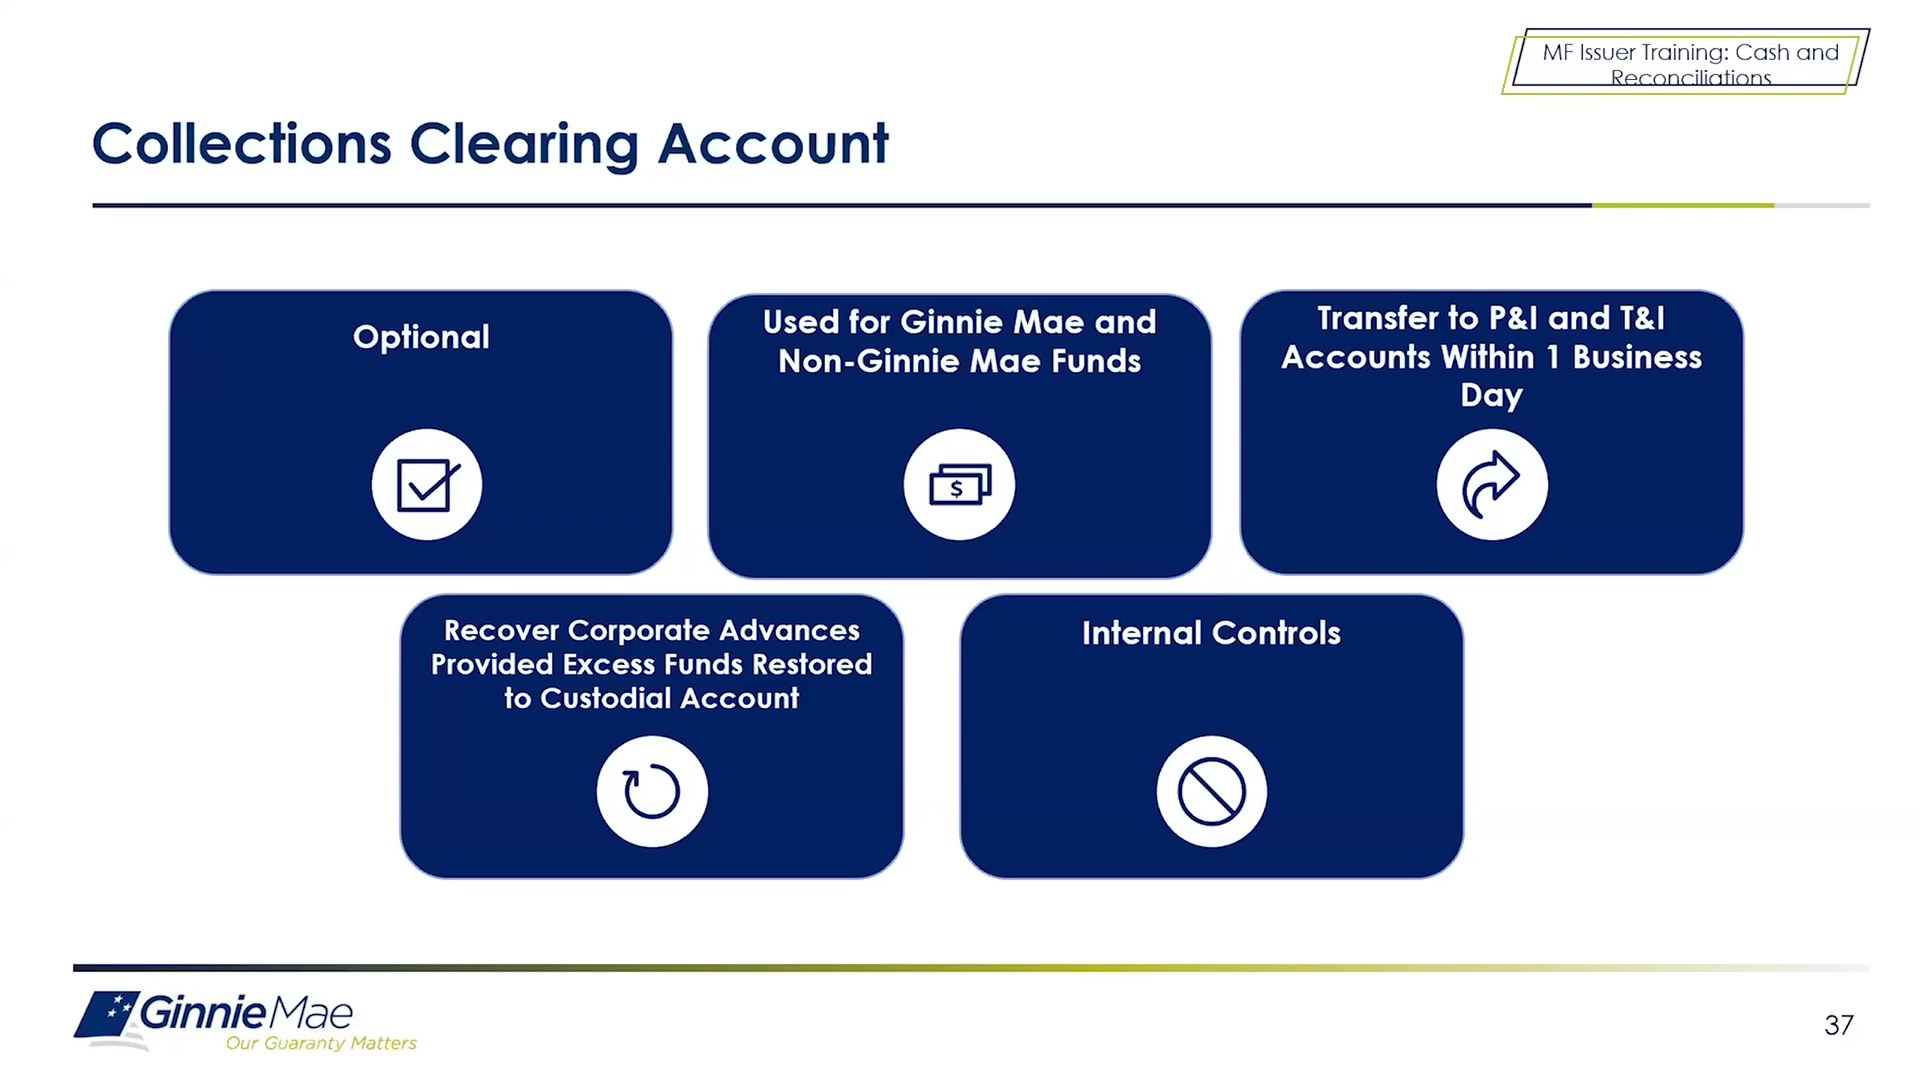 MF Issuer Training: Cash and
Reconciliations
Collections Clearing Account
Optional
Used for Ginnie Mae and
Non-Ginnie Mae Funds
$
Transfer to P&I and T&I
Accounts Within 1 Business
Day
Recover Corporate Advances
Provided Excess Funds Restored
to Custodial Account
Internal Controls
GinnieMae
Our Guaranty Matters
37